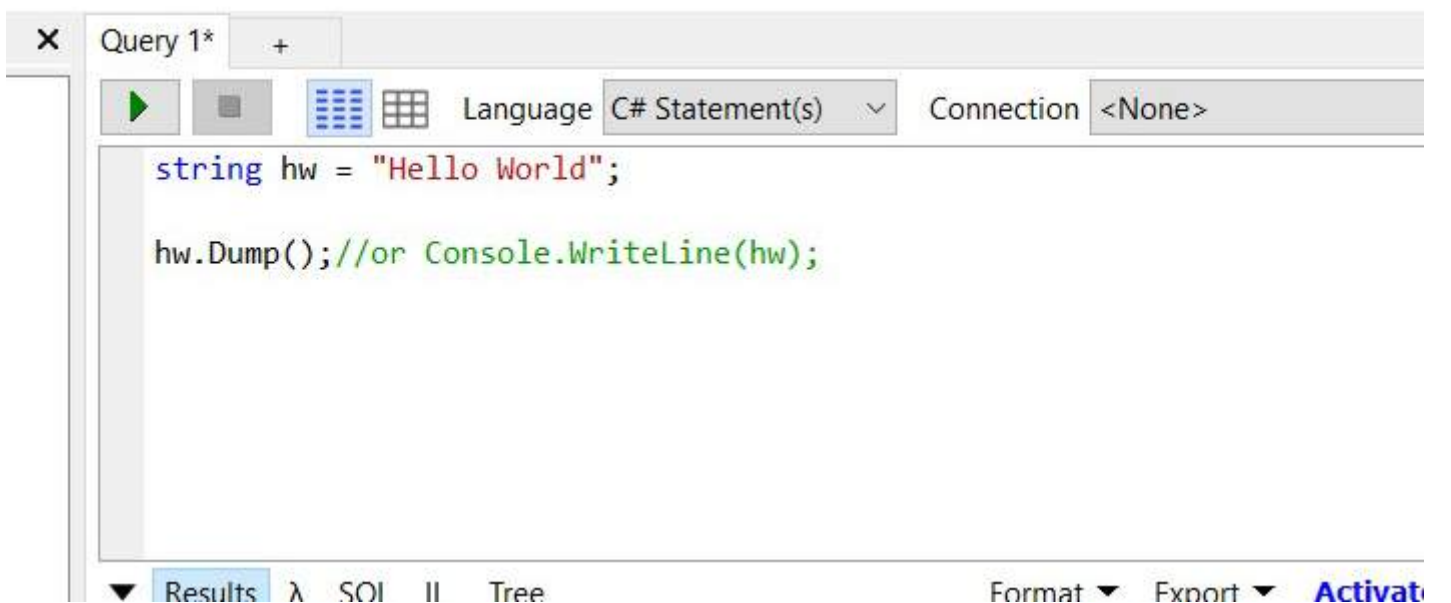 Query 1* +
Language C# Statement(s) Connection <None>
string hw = "Hello World";
hw.Dump();//or Console.WriteLine(hw);
Results λ SQL IL Tree Format Export